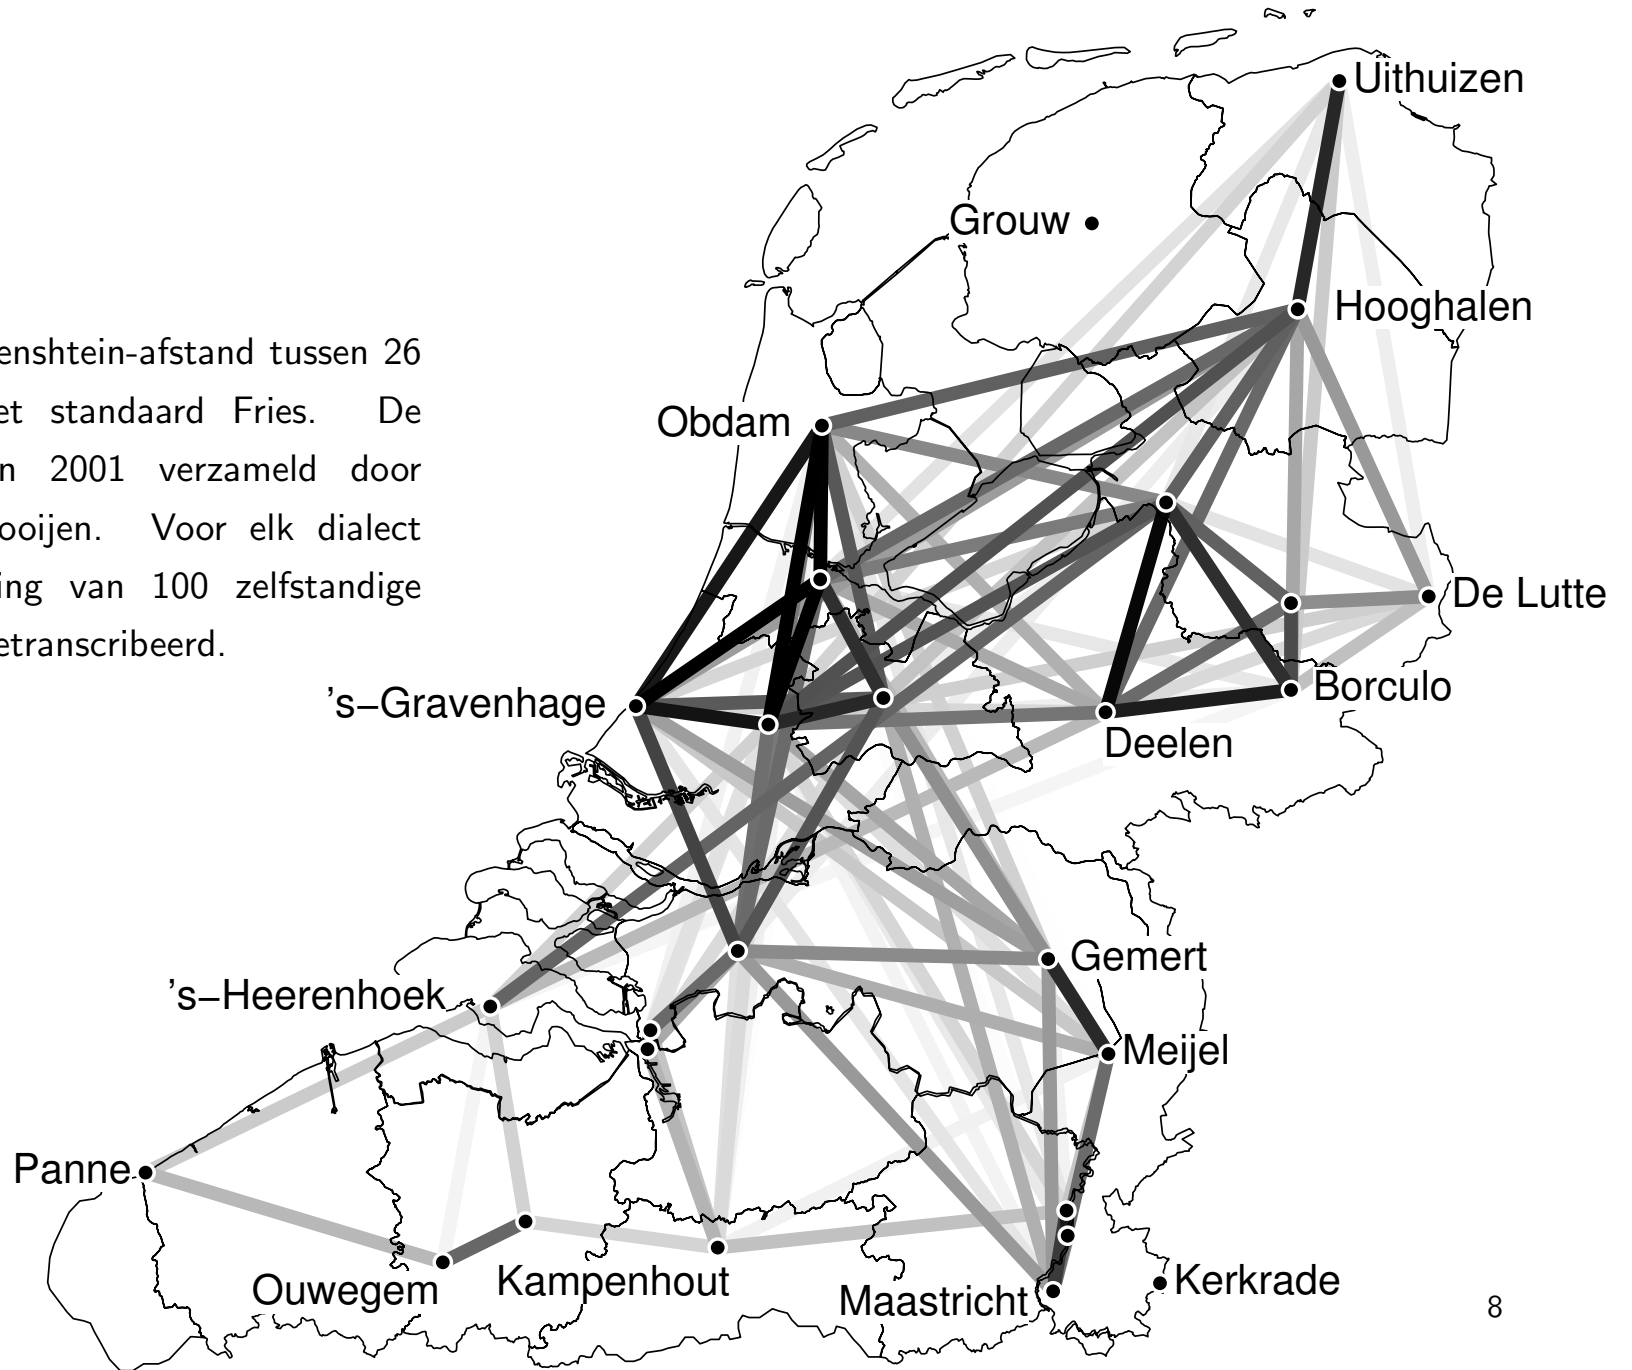 Uithuizen
Grouw
Hooghalen
enshtein-afstand tussen 26
et standaard Fries. De
n 2001 verzameld door
ooijen. Voor elk dialect
ing van 100 zelfstandige
etranscribeerd.
Obdam
De Lutte
's–Gravenhage
Borculo
Deelen
's–Heerenhoek
Gemert
Meijel
Panne
Ouwegem
Kampenhout
Maastricht
Kerkrade
8